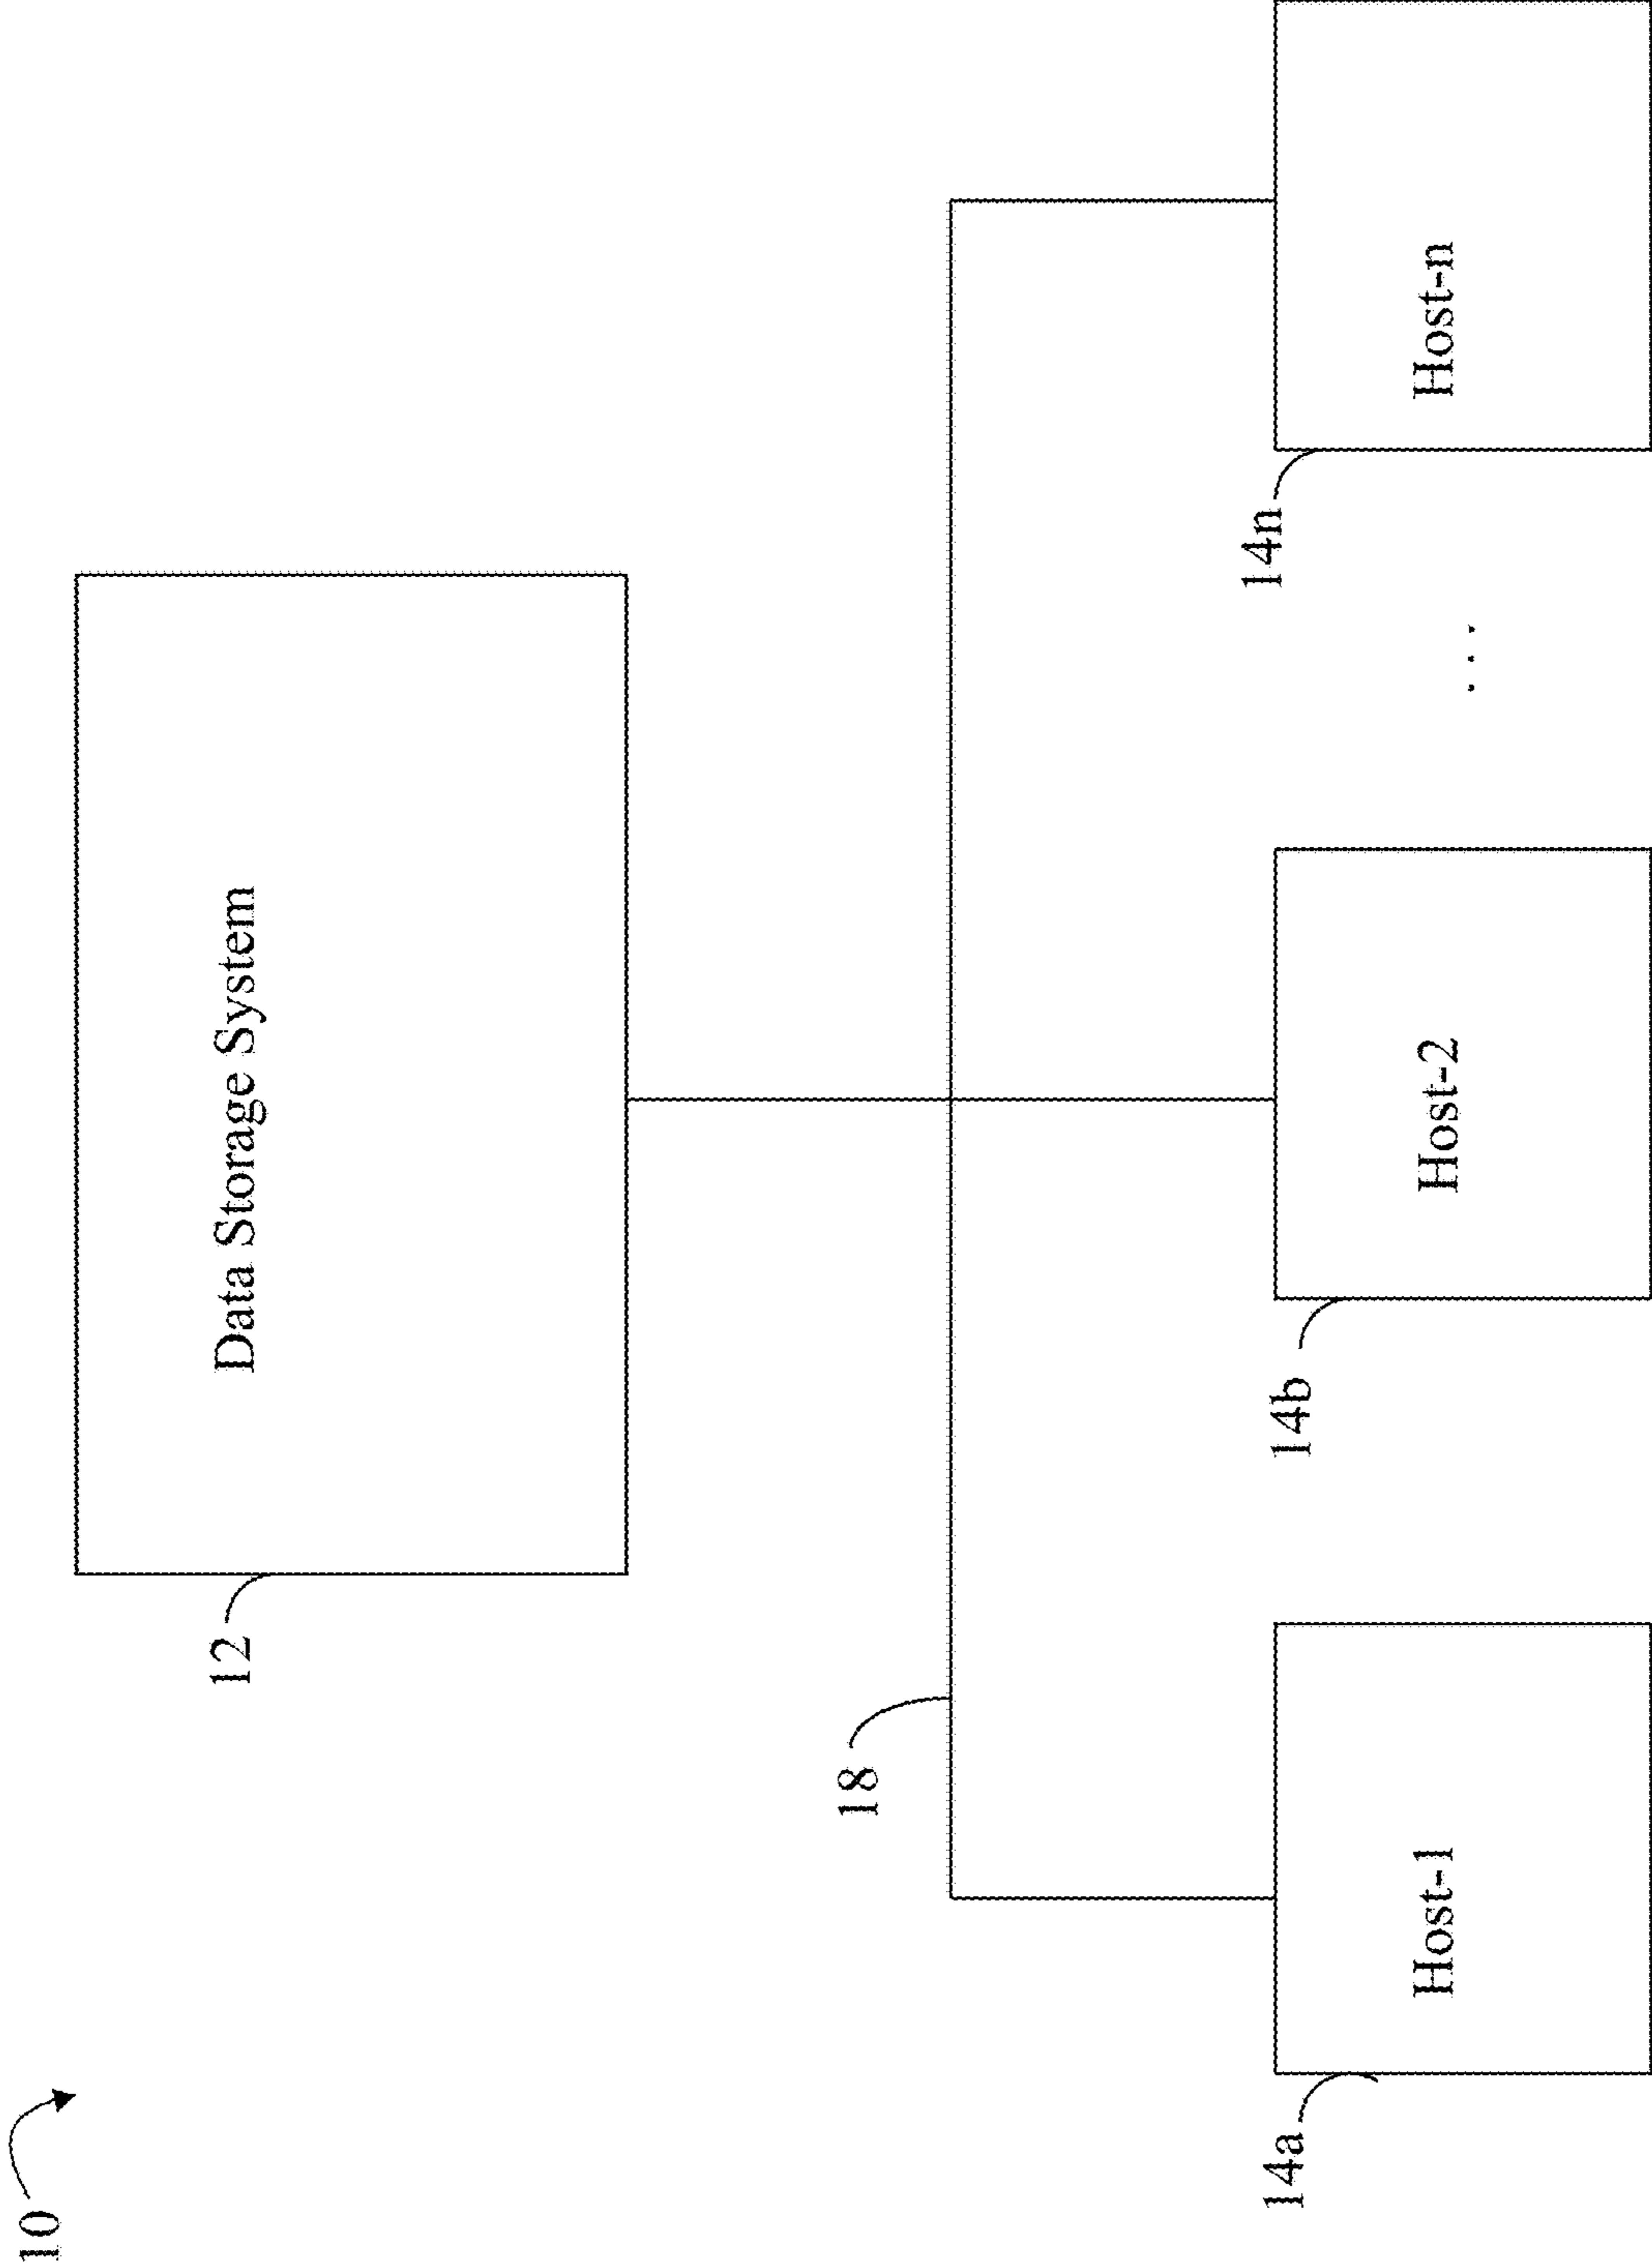 10
12
Data Storage System
18
14a
Host-1
14b
Host-2
. . .
14n
Host-n